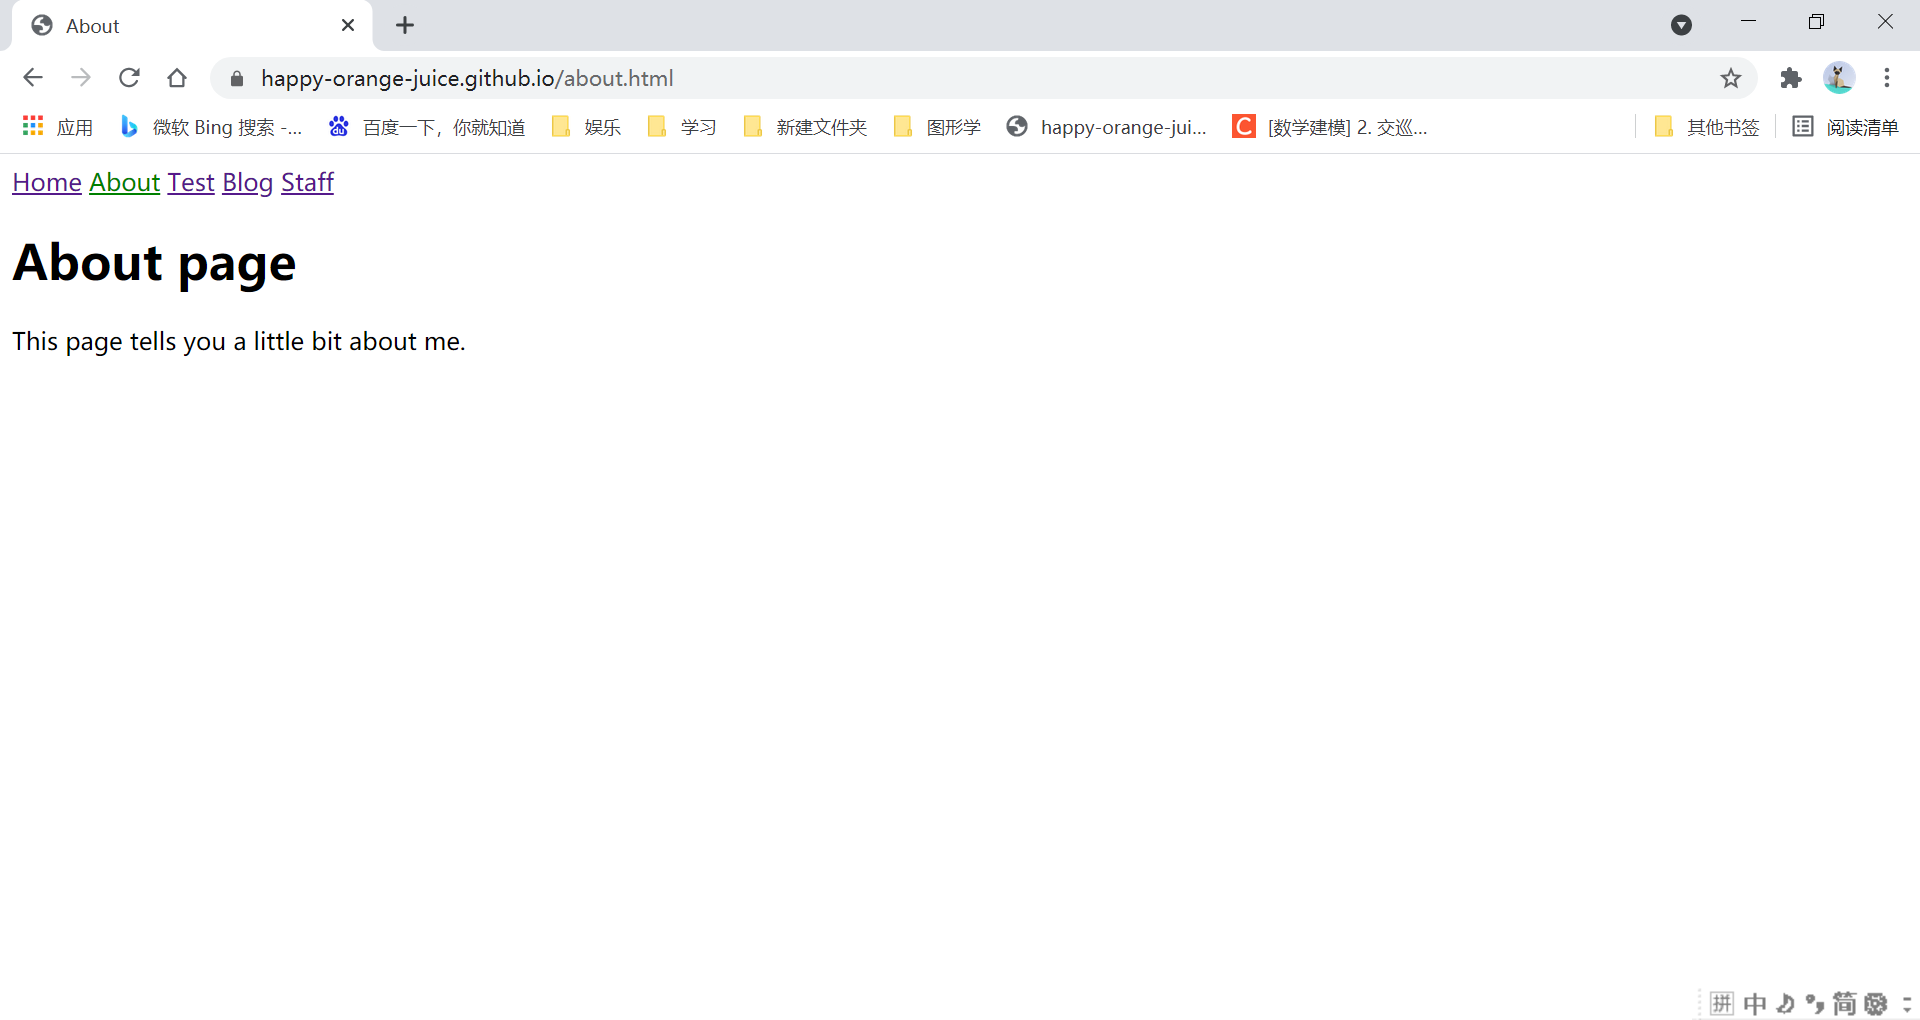 About
happy-orange-juice.github.io/about.html
应用 微软 Bing 搜索 -... 百度一下，你就知道 娱乐 学习 新建文件夹 图形学 happy-orange-jui... [数学建模] 2. 交巡... 其他书签 阅读清单
Home About Test Blog Staff
About page
This page tells you a little bit about me.
拼 中 简